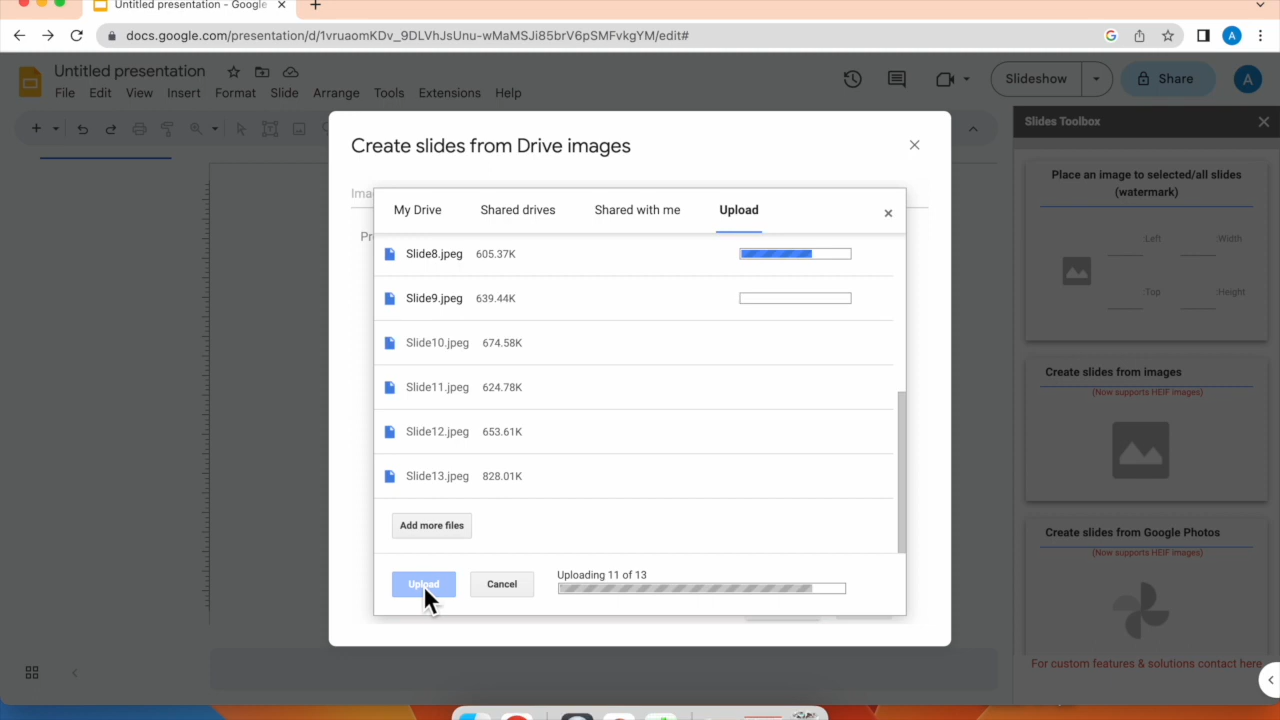 Untitled presentation - Google
docs.google.com/presentation/d/1vruaomKDv_9DLVhJsUnu-wMaMSJi85brV6pSMFvkgYM/edit#
A
Untitled presentation
File Edit View Insert Format Slide Arrange Tools Extensions Help
Slideshow
Share
A
Create slides from Drive images
Ima
Pr
My Drive Shared drives Shared with me Upload
Slide8.jpeg 605.37K
Slide9.jpeg 639.44K
Slide10.jpeg 674.58K
Slide11.jpeg 624.78K
Slide12.jpeg 653.61K
Slide13.jpeg 828.01K
Add more files
Upload
Cancel
Uploading 11 of 13
Slides Toolbox
Place an image to selected/all slides
(watermark)
Left :Width
:Top :Height
Create slides from images
(Now supports HEIF images)
Create slides from Google Photos
(Now supports HEIF images)
For custom features & solutions contact here